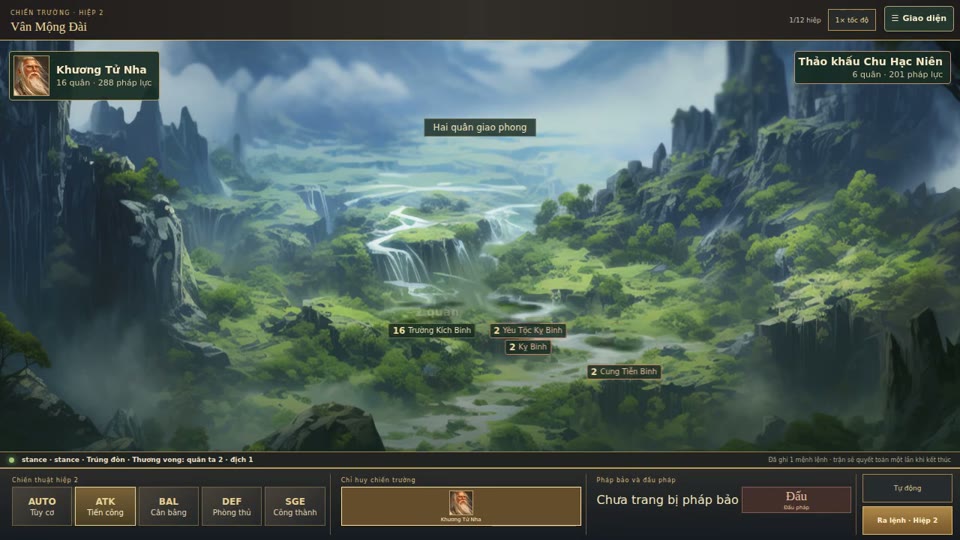 CHIẾN TRƯỜNG · HIỆP 2
Vân Mộng Đài
1/12 hiệp
1× tốc độ
☰ Giao diện
Khương Tử Nha
16 quân · 288 pháp lực
Thảo khấu Chu Hạc Niên
6 quân · 201 pháp lực
Hai quân giao phong
16 Trường Kích Binh
2 Yêu Tộc Kỵ Binh
2 Kỵ Binh
2 Cung Tiễn Binh
stance · stance · Trúng đòn · Thương vong: quân ta 2 · địch 1
Đã ghi 1 mệnh lệnh · trận sẽ quyết toán một lần khi kết thúc
Chiến thuật hiệp 2
AUTO
Tùy cơ
ATK
Tiến công
BAL
Cân bằng
DEF
Phòng thủ
SGE
Công thành
Chỉ huy chiến trường
Khương Tử Nha
Pháp bảo và đấu pháp
Chưa trang bị pháp bảo
Đấu
Đấu pháp
Tự động
Ra lệnh · Hiệp 2